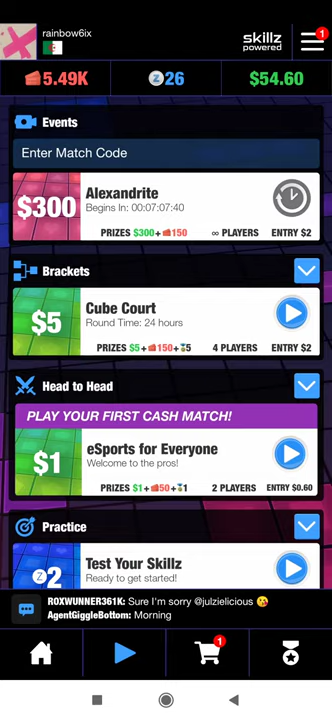 rainbow6ix
skillz
powered
1
5.49K
Z 26
$54.60
Events
Enter Match Code
$300
Alexandrite
Begins In: 00:07:07:40
PRIZES $300+150 ∞ PLAYERS ENTRY $2
Brackets
$5
Cube Court
Round Time: 24 hours
PRIZES $5+150+5 4 PLAYERS ENTRY $2
Head to Head
PLAY YOUR FIRST CASH MATCH!
$1
eSports for Everyone
Welcome to the pros!
PRIZES $1+50+1 2 PLAYERS ENTRY $0.60
Practice
Z2
Test Your Skillz
Ready to get started!
ROXWUNNER361K: Sure I'm sorry @julzielicious 😘
AgentGiggleBottom: Morning
1